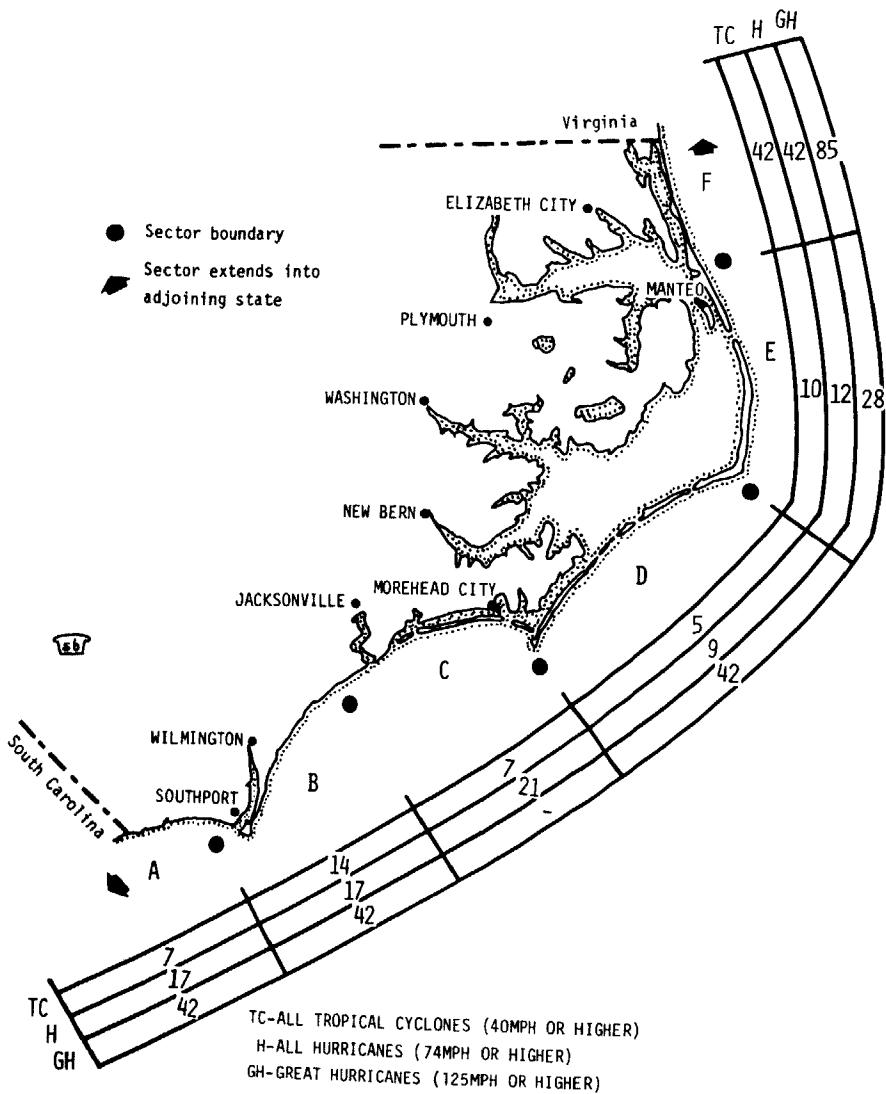 TC H GH
Virginia
42 42 85
F
ELIZABETH CITY
Sector boundary
Sector extends into
adjoining state
MANTEO
PLYMOUTH
E
WASHINGTON
10 12 28
NEW BERN
D
MOREHEAD CITY
JACKSONVILLE
5
9
42
C
South Carolina
WILMINGTON
B
7
21
-
SOUTHPORT
A
14
17
42
7
17
42
TC
H
GH
TC-ALL TROPICAL CYCLONES (40MPH OR HIGHER)
H-ALL HURRICANES (74MPH OR HIGHER)
GH-GREAT HURRICANES (125MPH OR HIGHER)